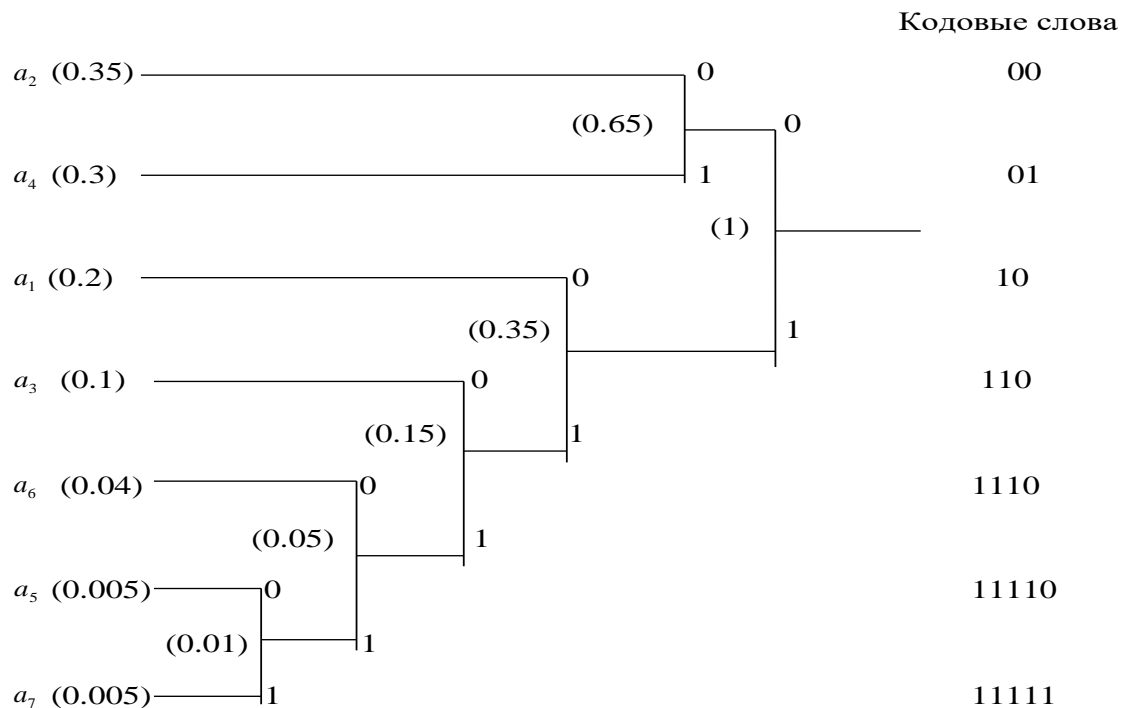 Кодовые слова
a₂ (0.35) 0 00
(0.65) 0
a₄ (0.3) 1 01
(1)
a₁ (0.2) 0 10
(0.35) 1
a₃ (0.1) 0 110
(0.15) 1
a₆ (0.04) 0 1110
(0.05) 1
a₅ (0.005) 0 11110
(0.01) 1
a₇ (0.005) 1 11111